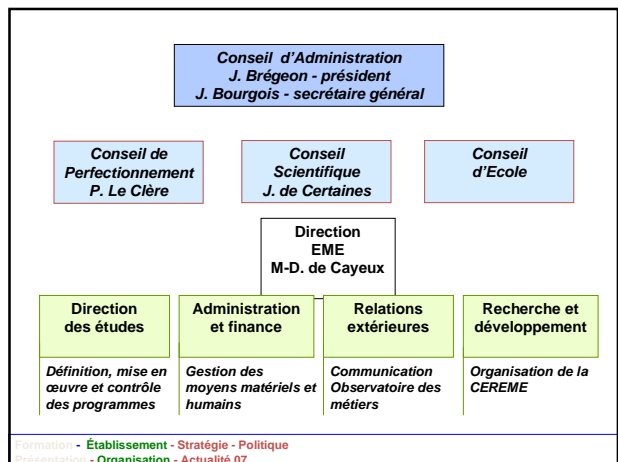 Conseil d'Administration
J. Brégeon - président
J. Bourgois - secrétaire général
Conseil de
Perfectionnement
P. Le Clère
Conseil
Scientifique
J. de Certaines
Conseil
d'Ecole
Direction
EME
M-D. de Cayeux
Direction
des études
Administration
et finance
Relations
extérieures
Recherche et
développement
Définition, mise en
œuvre et contrôle
des programmes
Gestion des
moyens matériels et
humains
Communication
Observatoire des
métiers
Organisation de la
CEREME
Formation - Établissement - Stratégie - Politique
Présentation - Organisation - Actualité 07